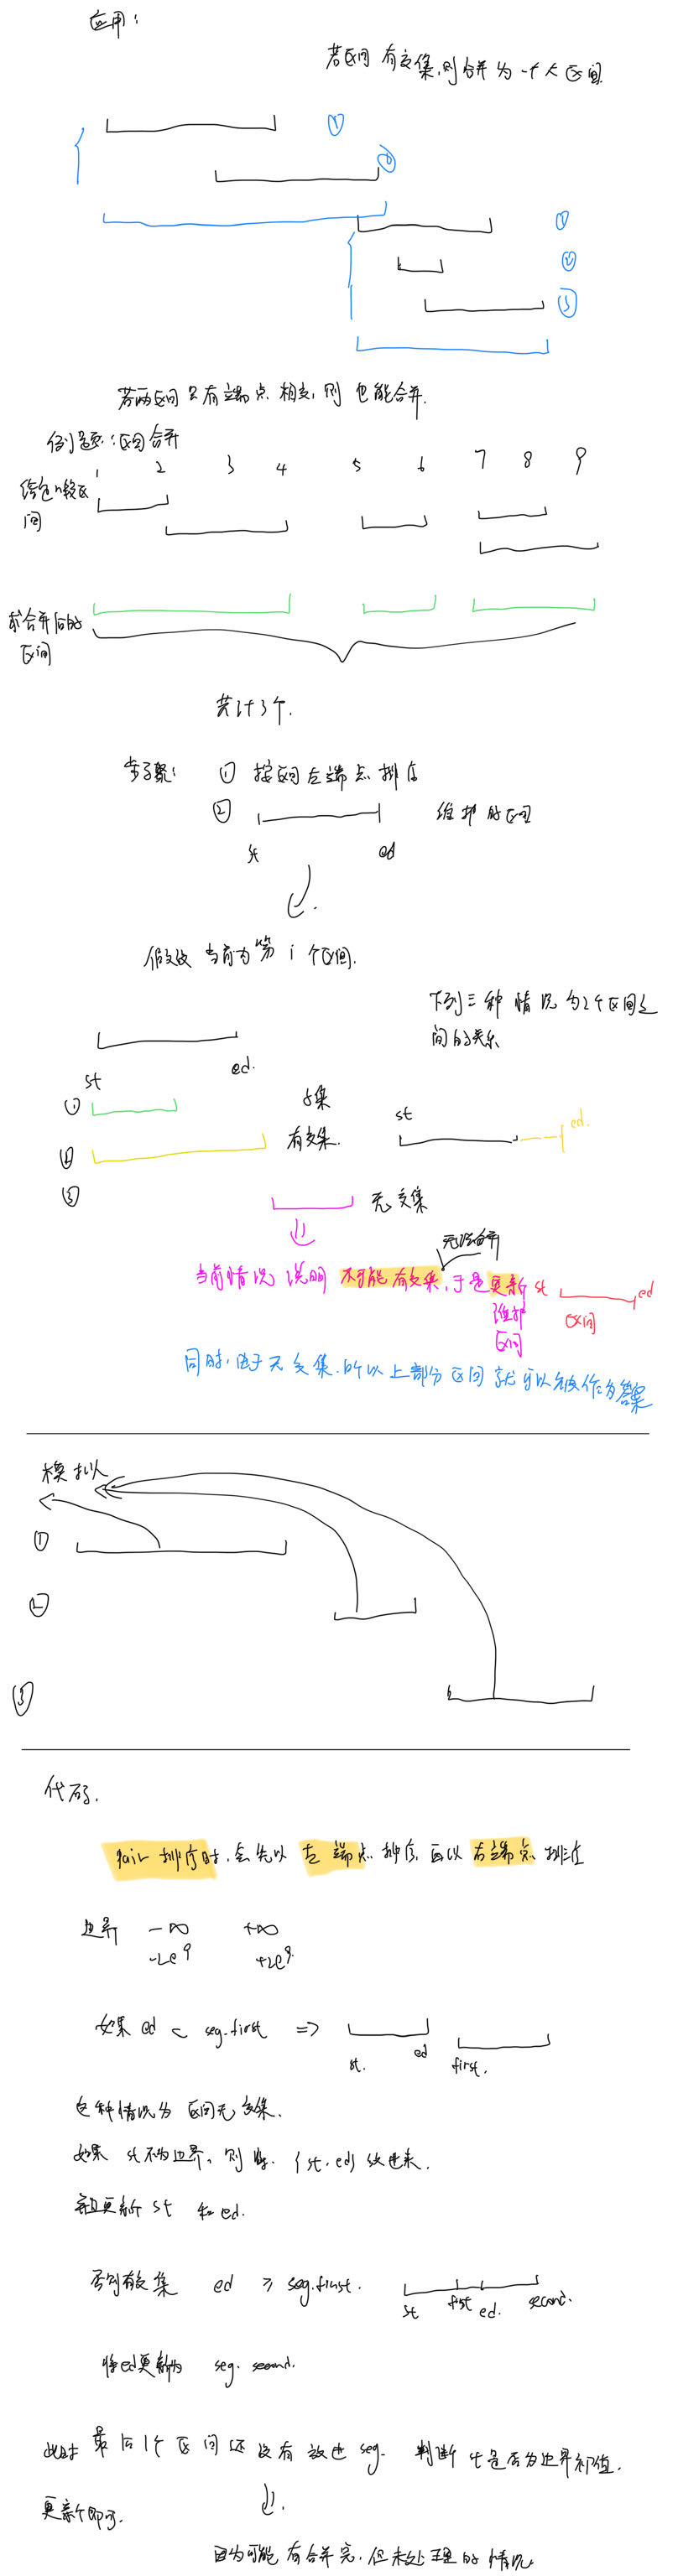 应用：
若区间 有交集,则合并为一个大区间
①
②
①
②
③
若两区间只有端点相交,则也能合并.
例题：区间合并
1 2 3 4 5 6 7 8 9
给定n段区
间
求合并后的
区间
共计3个.
步骤： ① 按区间左端点排序
② 维护的区间
st ed
假设当前为第 i 个区间.
下列三种情况为2个区间之
间的关系
st ed.
① 子集
② 有交集.
st ed.
③ 无交集
无法合并
当前情况说明 不可能有交集,于是更新
维护
区间
st ed
区间
同时,由于无交集.所以上部分区间就可以被作为答案
模拟
①
②
③
代码.
pair 排序时,会先以左端点排序,再以右端点排序
边界 -∞ +∞
-2e9 +2e9
如果 ed < seg.first =>
st. ed first.
这种情况为区间无交集.
如果 st不为边界,则将 {st.ed} 放进来.
并且更新 st 和 ed.
否则有交集 ed ≥ seg.first.
st first ed. second.
将ed更新为 seg. second.
此时 最后1个区间还没有放进 seg. 判断 st是否为边界初值.
更新即可.
因为可能有合并完,但未处理的情况.